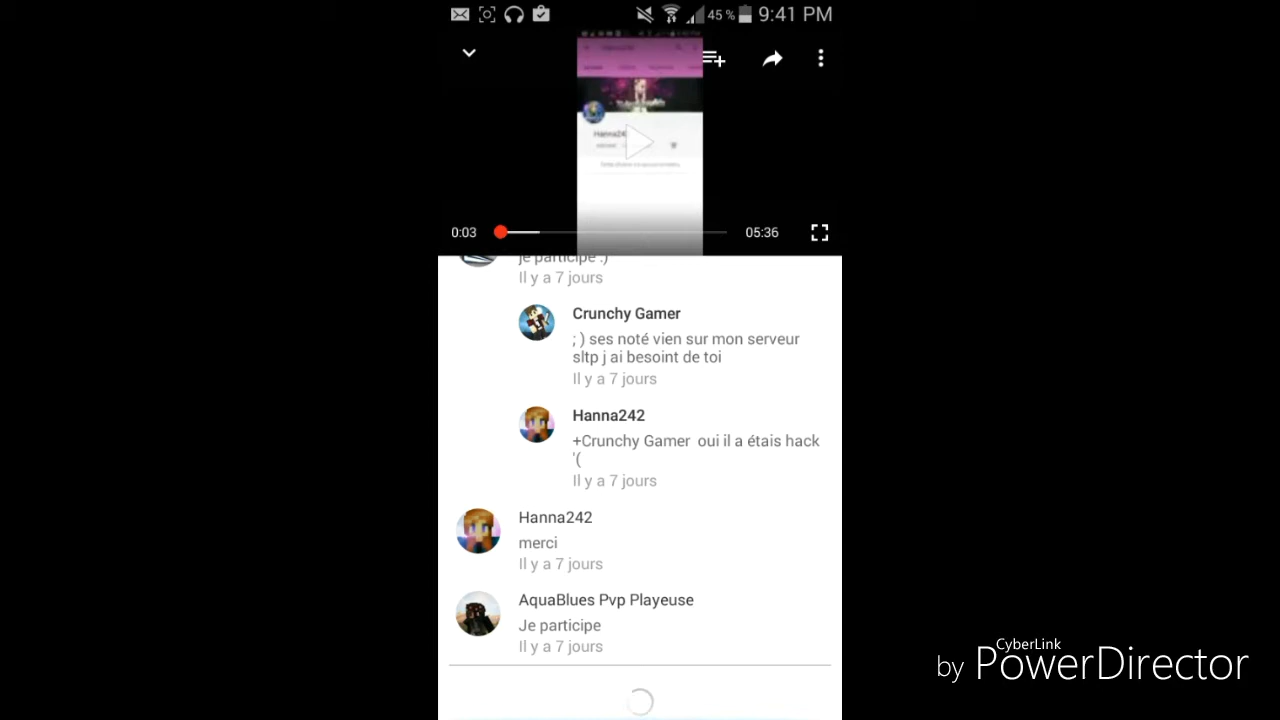 45 %
9:41 PM
Hanna24
0:03
05:36
je participe :)
Il y a 7 jours
Crunchy Gamer
; ) ses noté vien sur mon serveur
sltp j ai besoint de toi
Il y a 7 jours
Hanna242
+Crunchy Gamer oui il a étais hack
'(
Il y a 7 jours
Hanna242
merci
Il y a 7 jours
AquaBlues Pvp Playeuse
Je participe
Il y a 7 jours
CyberLink
by PowerDirector